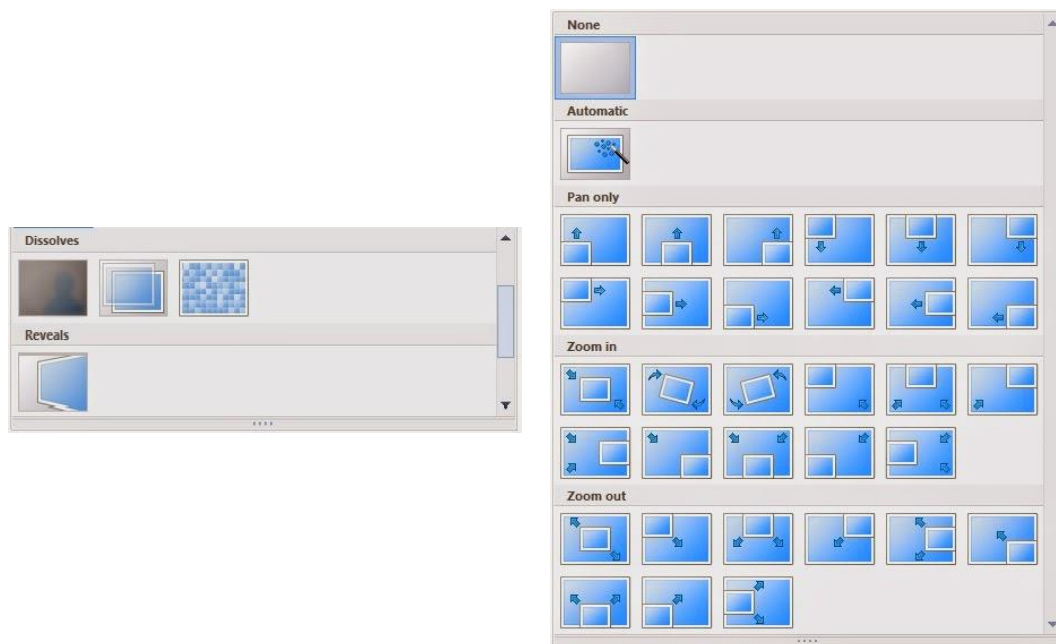 Dissolves
Reveals
None
Automatic
Pan only
Zoom in
Zoom out